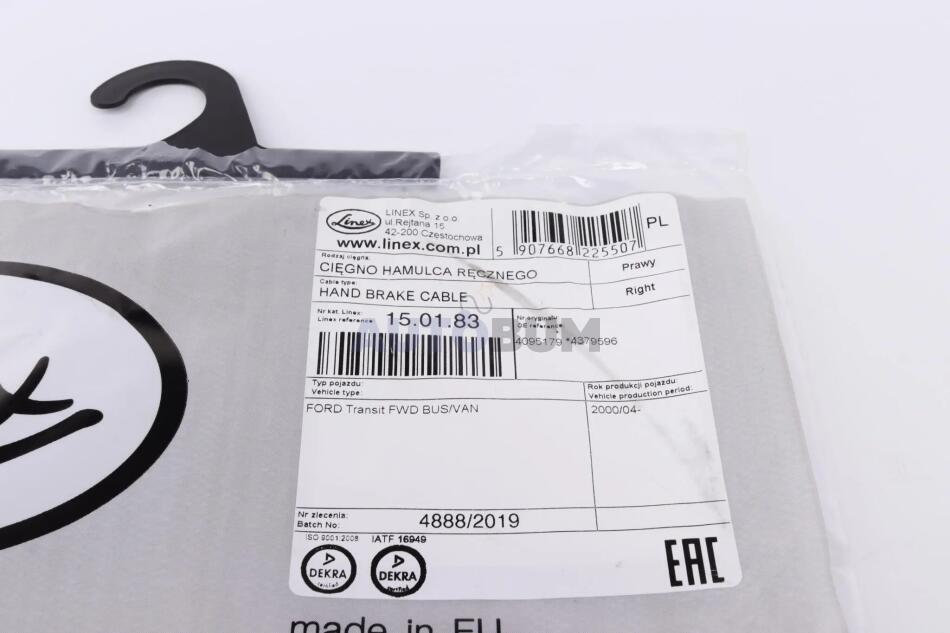 Linex
LINEX Sp. z o.o.
ul.Rejtana 15
42-200 Czestochowa
www.linex.com.pl
5 907668 225507
PL
Rodzaj cięgna:
CIĘGNO HAMULCA RĘCZNEGO
Prawy
Cable type:
HAND BRAKE CABLE
Right
Nr kat. Linex:
Linex reference:
15.01.83
Nr oryginału:
OE reference:
4095179 *4379596
AUTOBUM
Typ pojazdu:
Vehicle type:
Rok produkcji pojazdu:
Vehicle production period:
FORD Transit FWD BUS/VAN
2000/04-
Nr zlecenia:
Batch No:
4888/2019
ISO 9001:2008
IATF 16949
DEKRA
certified
DEKRA
certified
EAC
made in EU